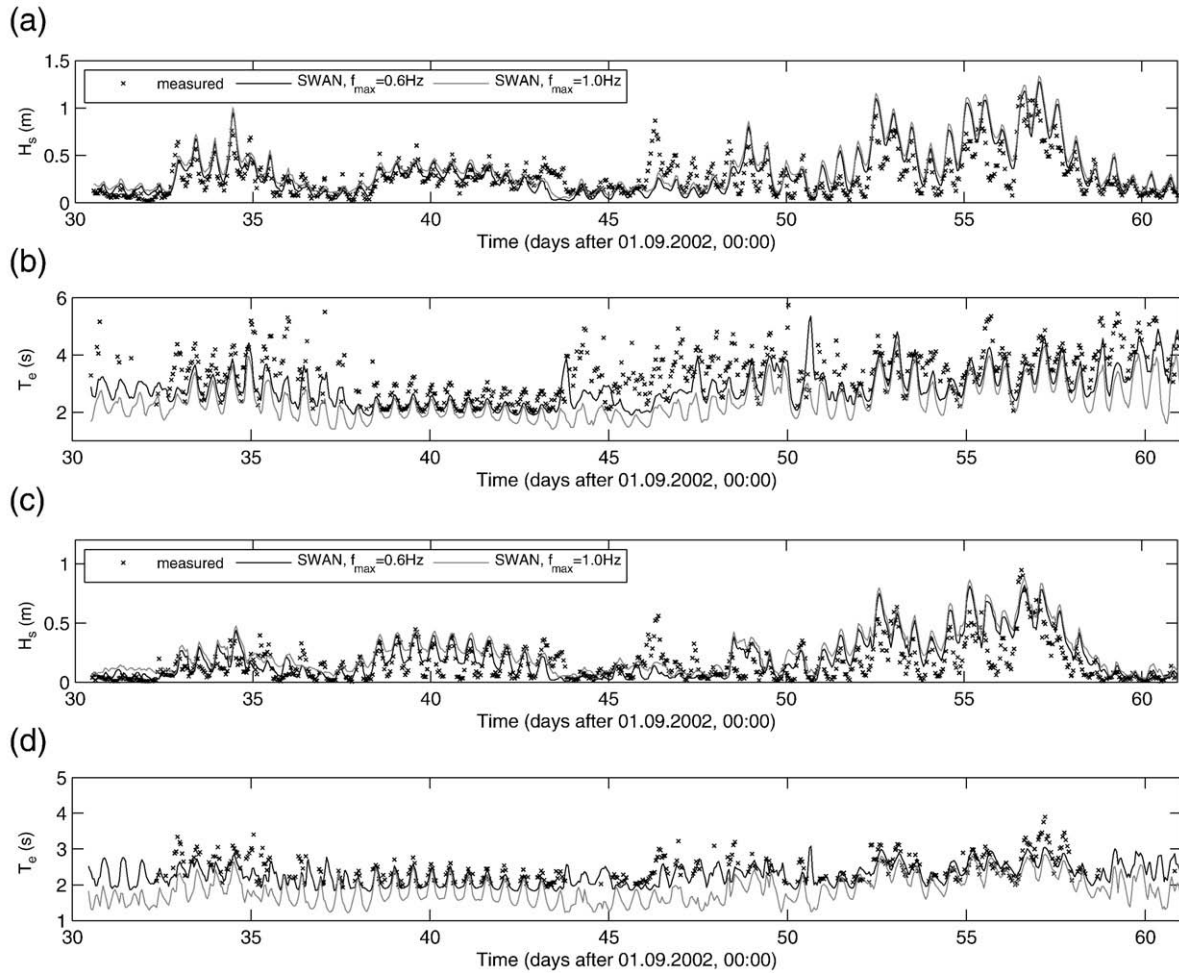 (a)
1.5
1
0.5
0
H_s (m)
measured SWAN, f_max=0.6Hz SWAN, f_max=1.0Hz
30 35 40 45 50 55 60
Time (days after 01.09.2002, 00:00)
(b)
6
4
2
T_e (s)
30 35 40 45 50 55 60
Time (days after 01.09.2002, 00:00)
(c)
1
0.5
0
H_s (m)
measured SWAN, f_max=0.6Hz SWAN, f_max=1.0Hz
30 35 40 45 50 55 60
Time (days after 01.09.2002, 00:00)
(d)
5
4
3
2
1
T_e (s)
30 35 40 45 50 55 60
Time (days after 01.09.2002, 00:00)